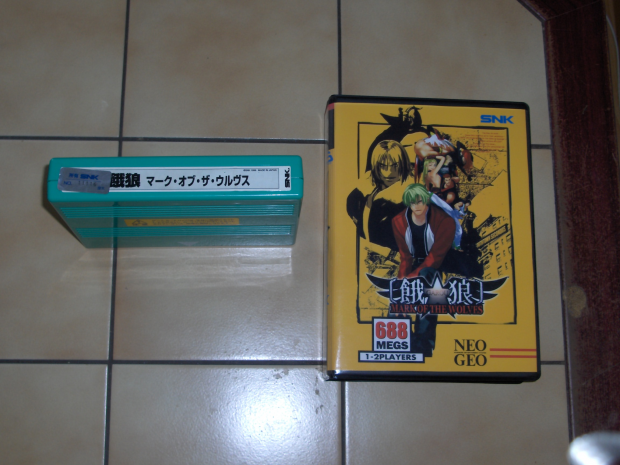 SNK
餓狼 マーク・オブ・ザ・ウルヴス
SNK
餓狼
MARK OF THE WOLVES
688
MEGS
1-2PLAYERS
NEO
GEO